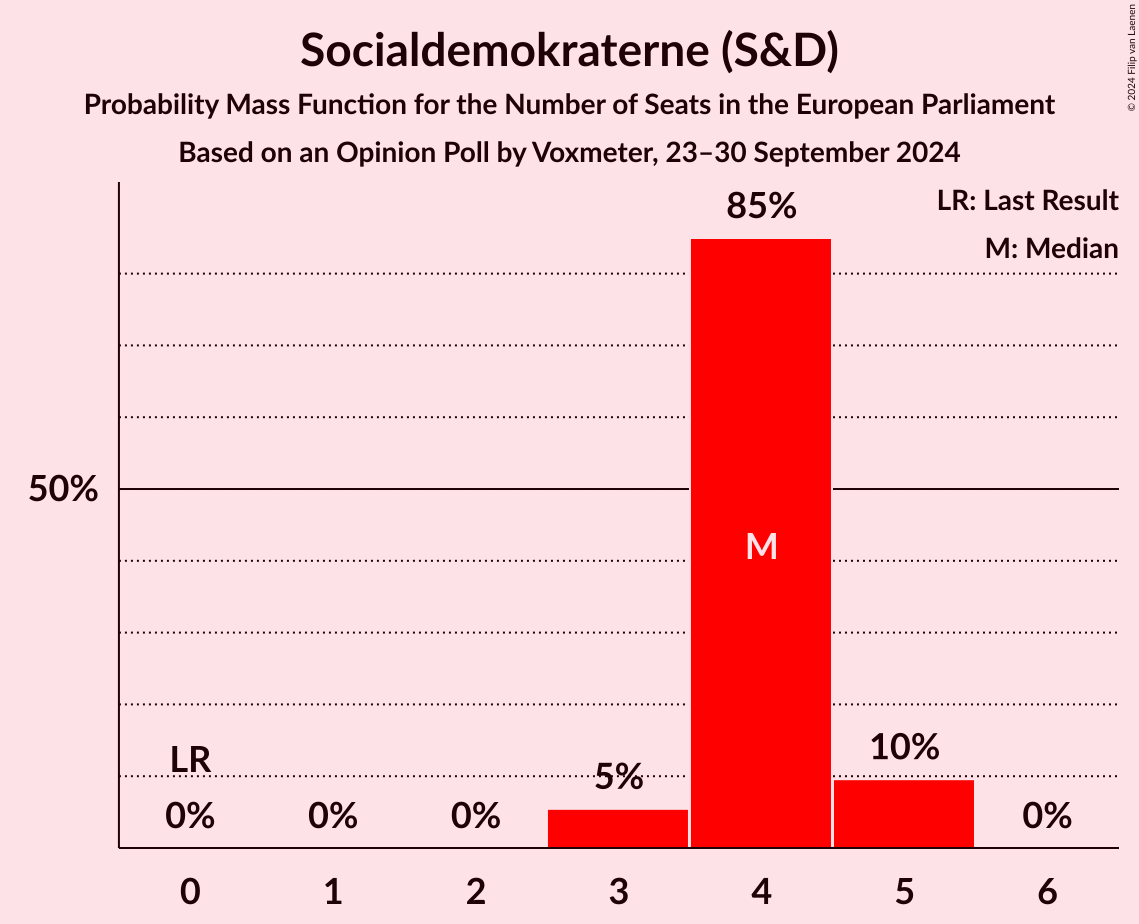 Socialdemokraterne (S&D)
Probability Mass Function for the Number of Seats in the European Parliament
Based on an Opinion Poll by Voxmeter, 23–30 September 2024
© 2024 Filip van Laenen
LR: Last Result
M: Median
85%
50%
M
LR
10%
5%
0%
0%
0%
0%
0 1 2 3 4 5 6